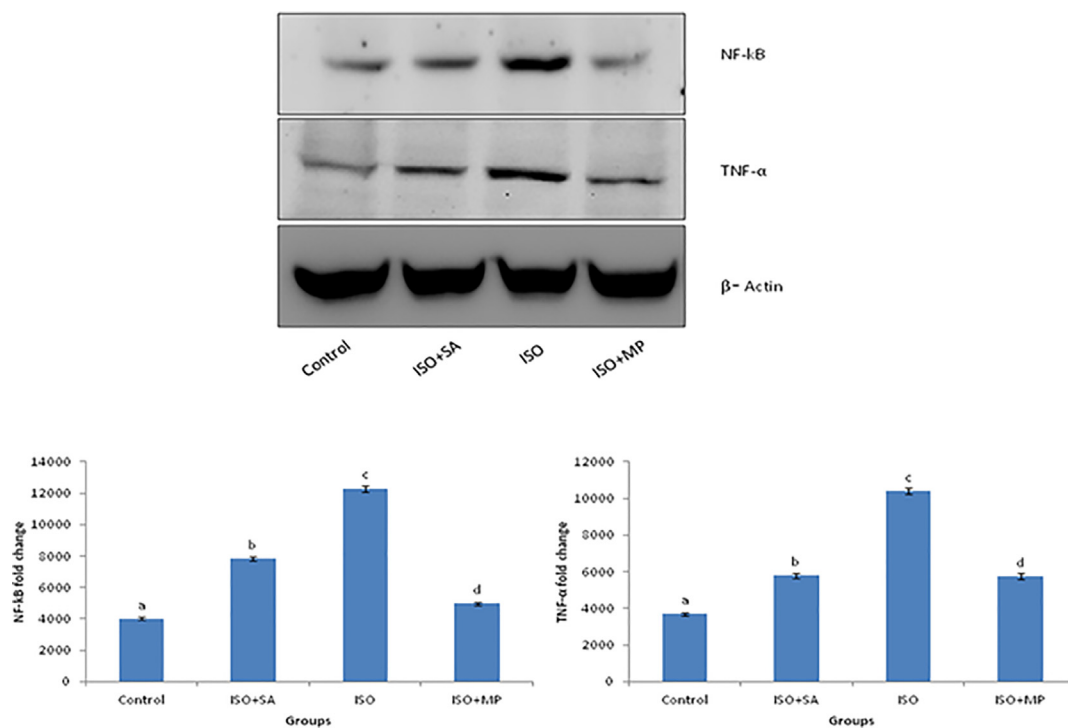 NF-kB
TNF-α
β- Actin
Control
ISO+SA
ISO
ISO+MP
14000
12000
10000
8000
6000
4000
2000
0
NF-kB fold change
a
b
c
d
Control
ISO+SA
ISO
ISO+MP
Groups
12000
10000
8000
6000
4000
2000
0
TNF-α fold change
a
b
c
d
Control
ISO+SA
ISO
ISO+MP
Groups